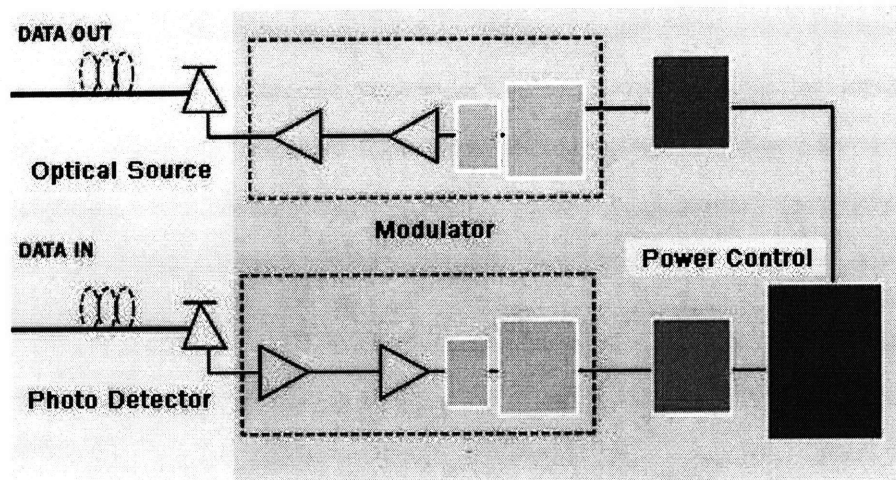 DATA OUT
Optical Source
Modulator
DATA IN
Power Control
Photo Detector